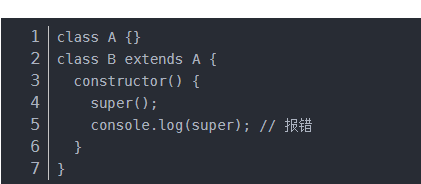 1 class A {}
2 class B extends A {
3   constructor() {
4     super();
5     console.log(super); // 报错
6   }
7 }